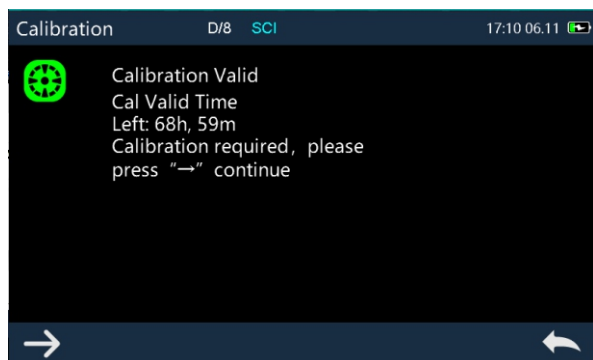 Calibration D/8 SCI 17:10 06.11
Calibration Valid
Cal Valid Time
Left: 68h, 59m
Calibration required, please
press “→” continue